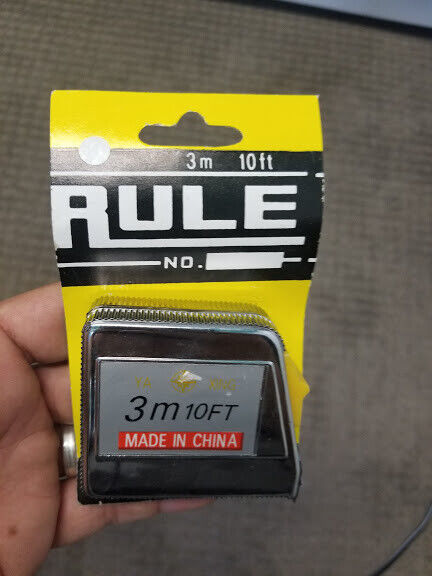 3m 10ft
RULE
NO.
3m 10FT
MADE IN CHINA